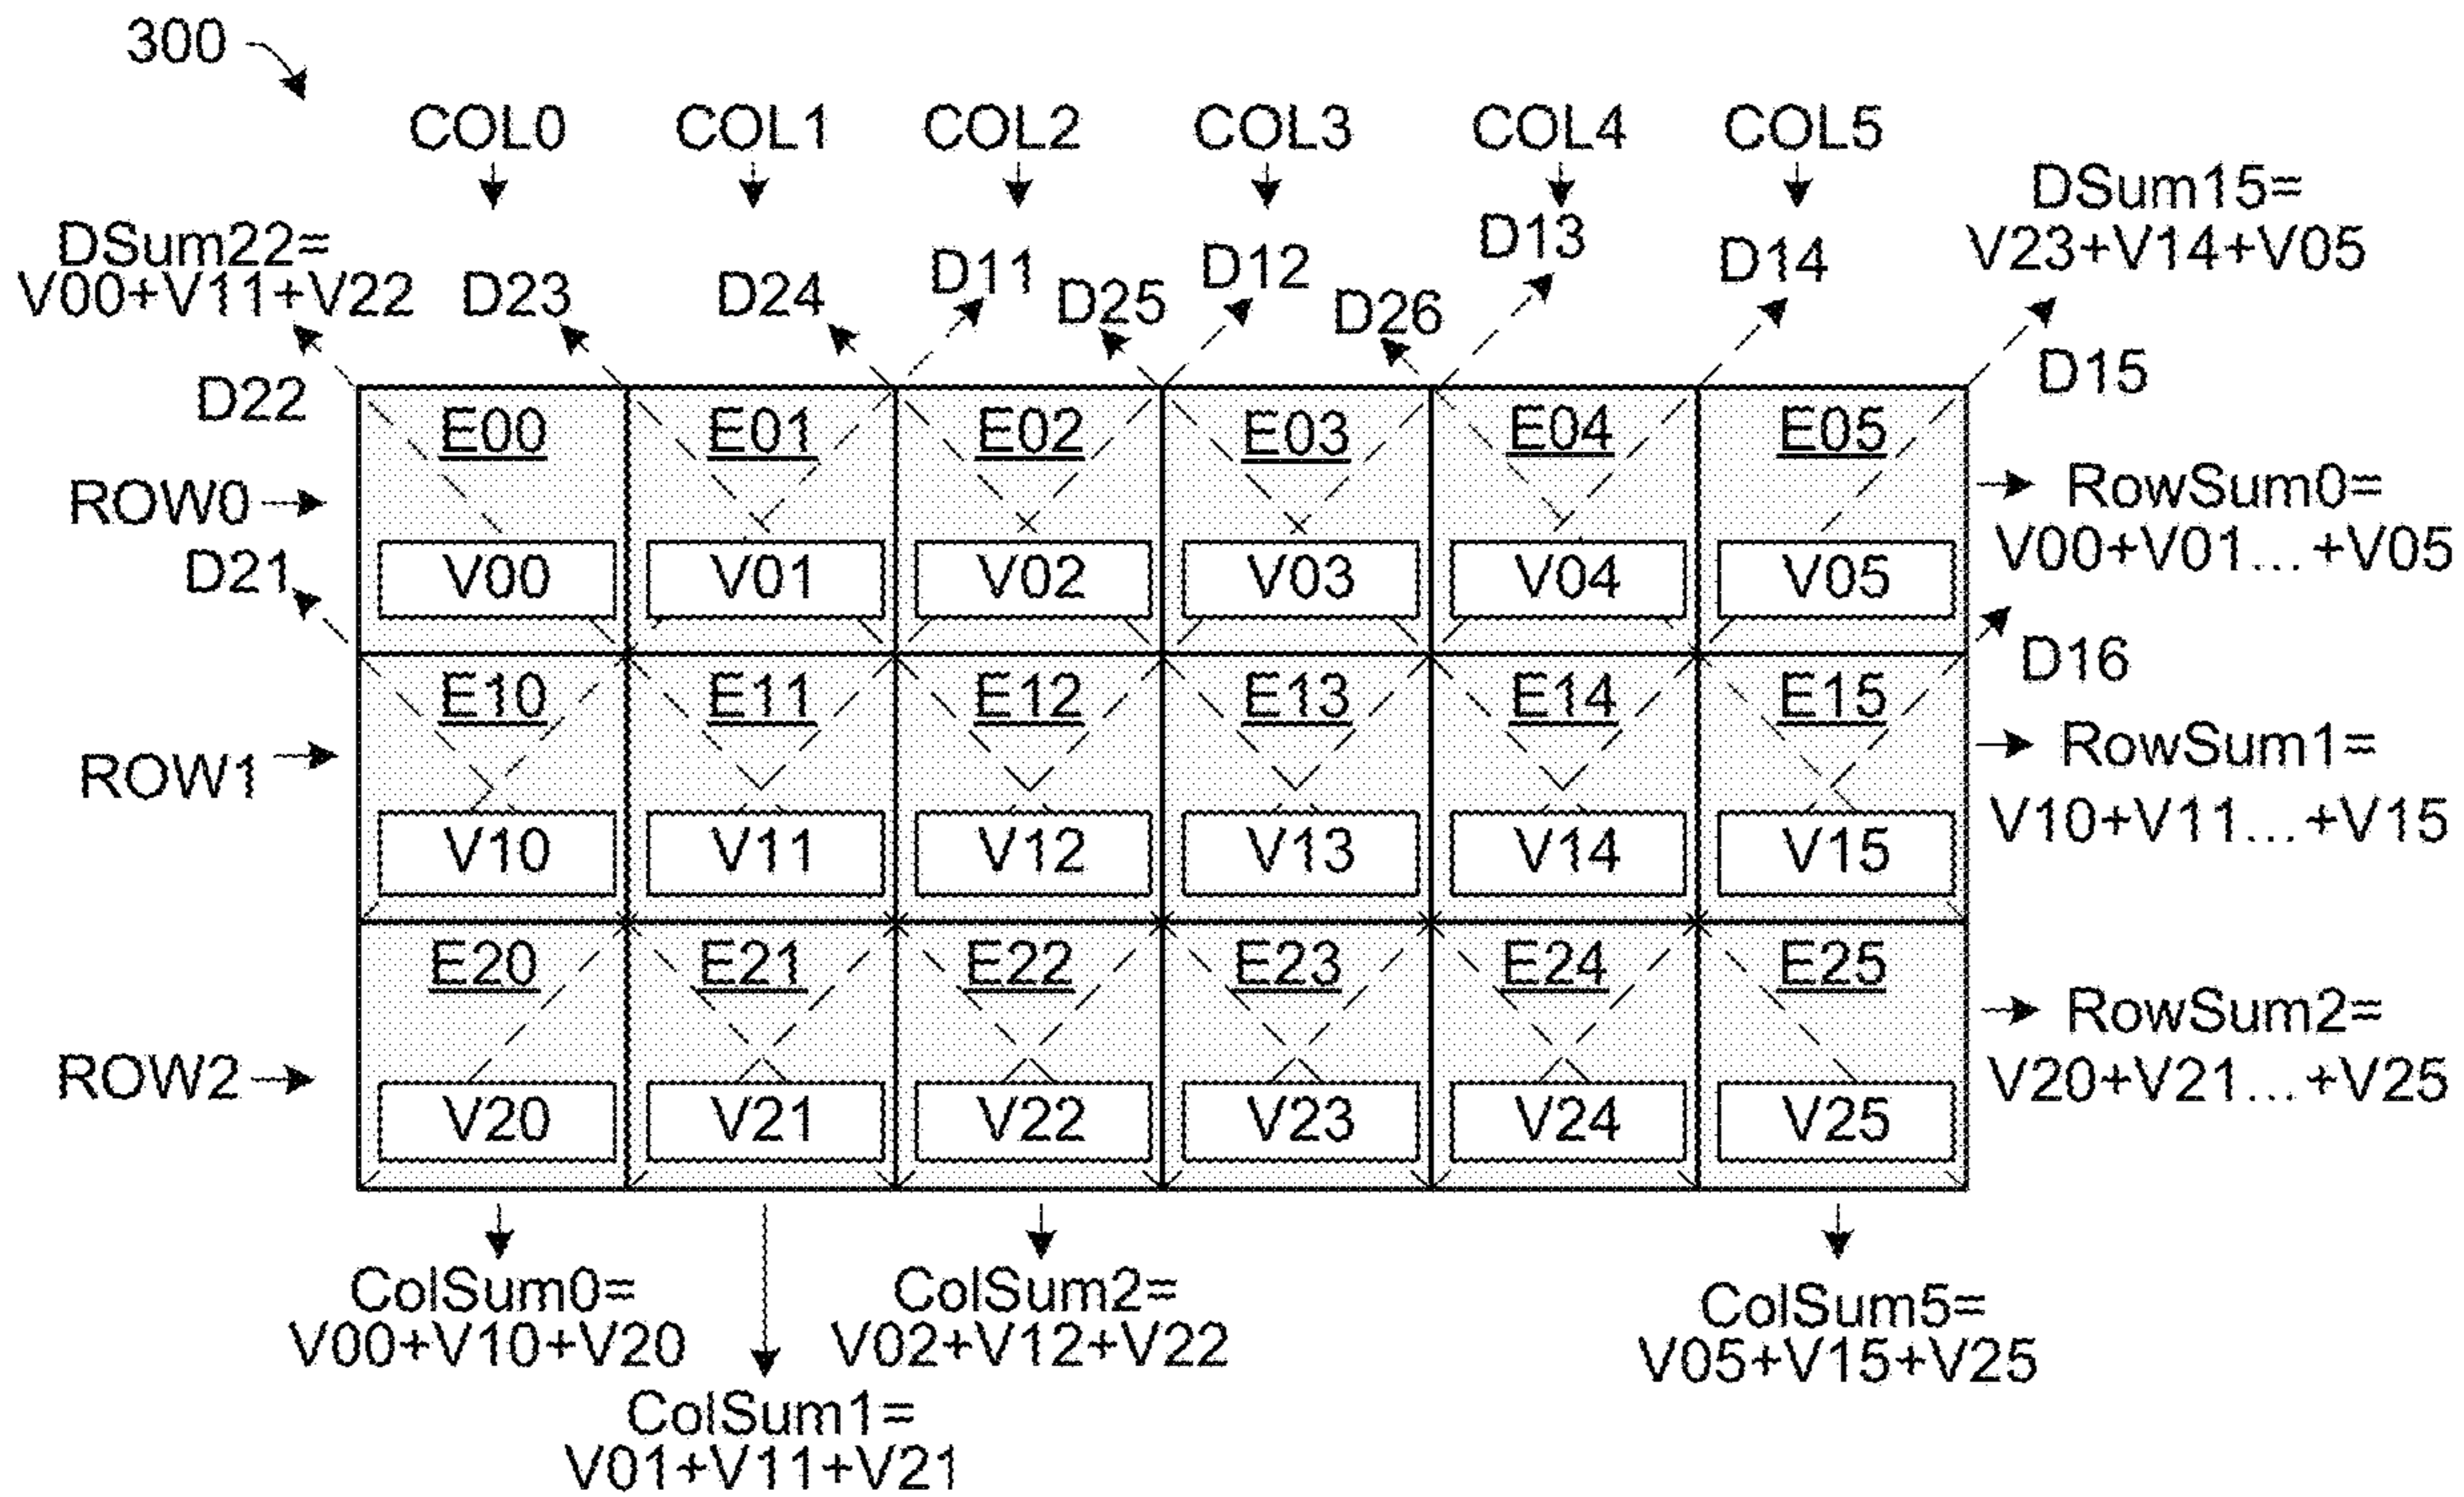 300
COL0 COL1 COL2 COL3 COL4 COL5
DSum22=
V00+V11+V22
D23
D24
D11
D25
D12
D26
D13
D14
DSum15=
V23+V14+V05
D22
D15
E00 E01 E02 E03 E04 E05
ROW0
RowSum0=
V00+V01...+V05
V00 V01 V02 V03 V04 V05
D21
D16
E10 E11 E12 E13 E14 E15
ROW1
RowSum1=
V10+V11...+V15
V10 V11 V12 V13 V14 V15
E20 E21 E22 E23 E24 E25
ROW2
RowSum2=
V20+V21...+V25
V20 V21 V22 V23 V24 V25
ColSum0=
V00+V10+V20
ColSum1=
V01+V11+V21
ColSum2=
V02+V12+V22
ColSum5=
V05+V15+V25